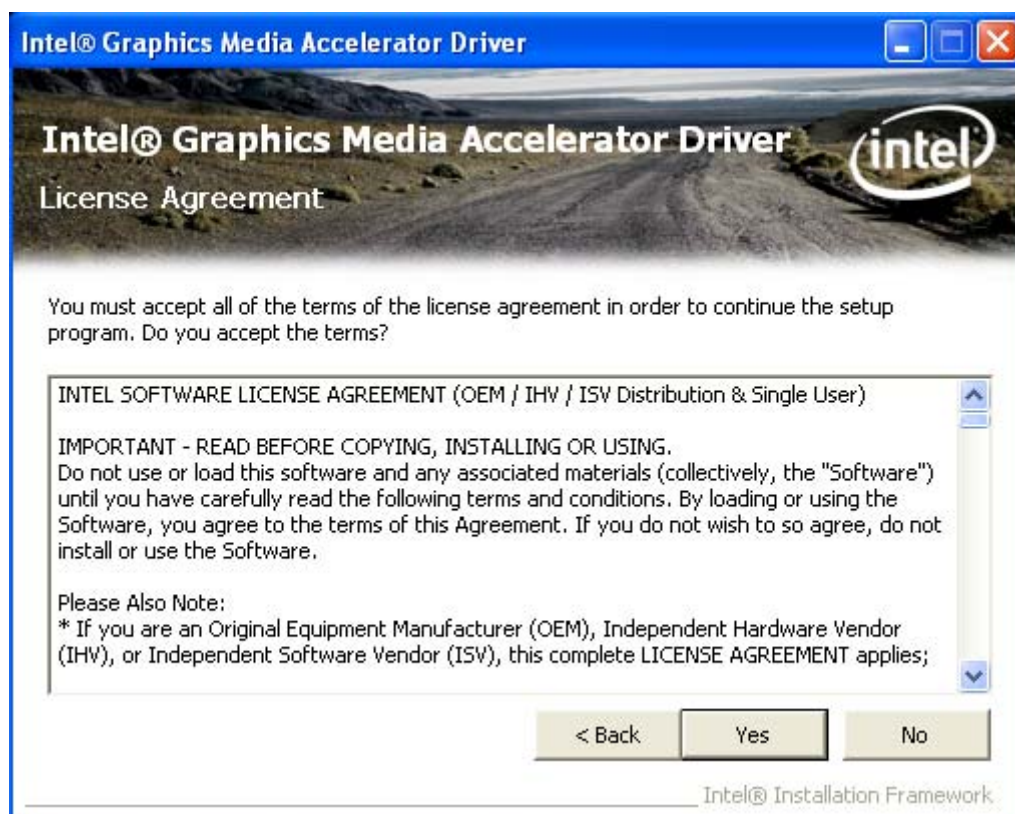 Intel® Graphics Media Accelerator Driver
Intel® Graphics Media Accelerator Driver
intel
License Agreement
You must accept all of the terms of the license agreement in order to continue the setup
program. Do you accept the terms?
INTEL SOFTWARE LICENSE AGREEMENT (OEM / IHV / ISV Distribution & Single User)
IMPORTANT - READ BEFORE COPYING, INSTALLING OR USING.
Do not use or load this software and any associated materials (collectively, the "Software")
until you have carefully read the following terms and conditions. By loading or using the
Software, you agree to the terms of this Agreement. If you do not wish to so agree, do not
install or use the Software.
Please Also Note:
* If you are an Original Equipment Manufacturer (OEM), Independent Hardware Vendor
(IHV), or Independent Software Vendor (ISV), this complete LICENSE AGREEMENT applies;
< Back Yes No
Intel® Installation Framework